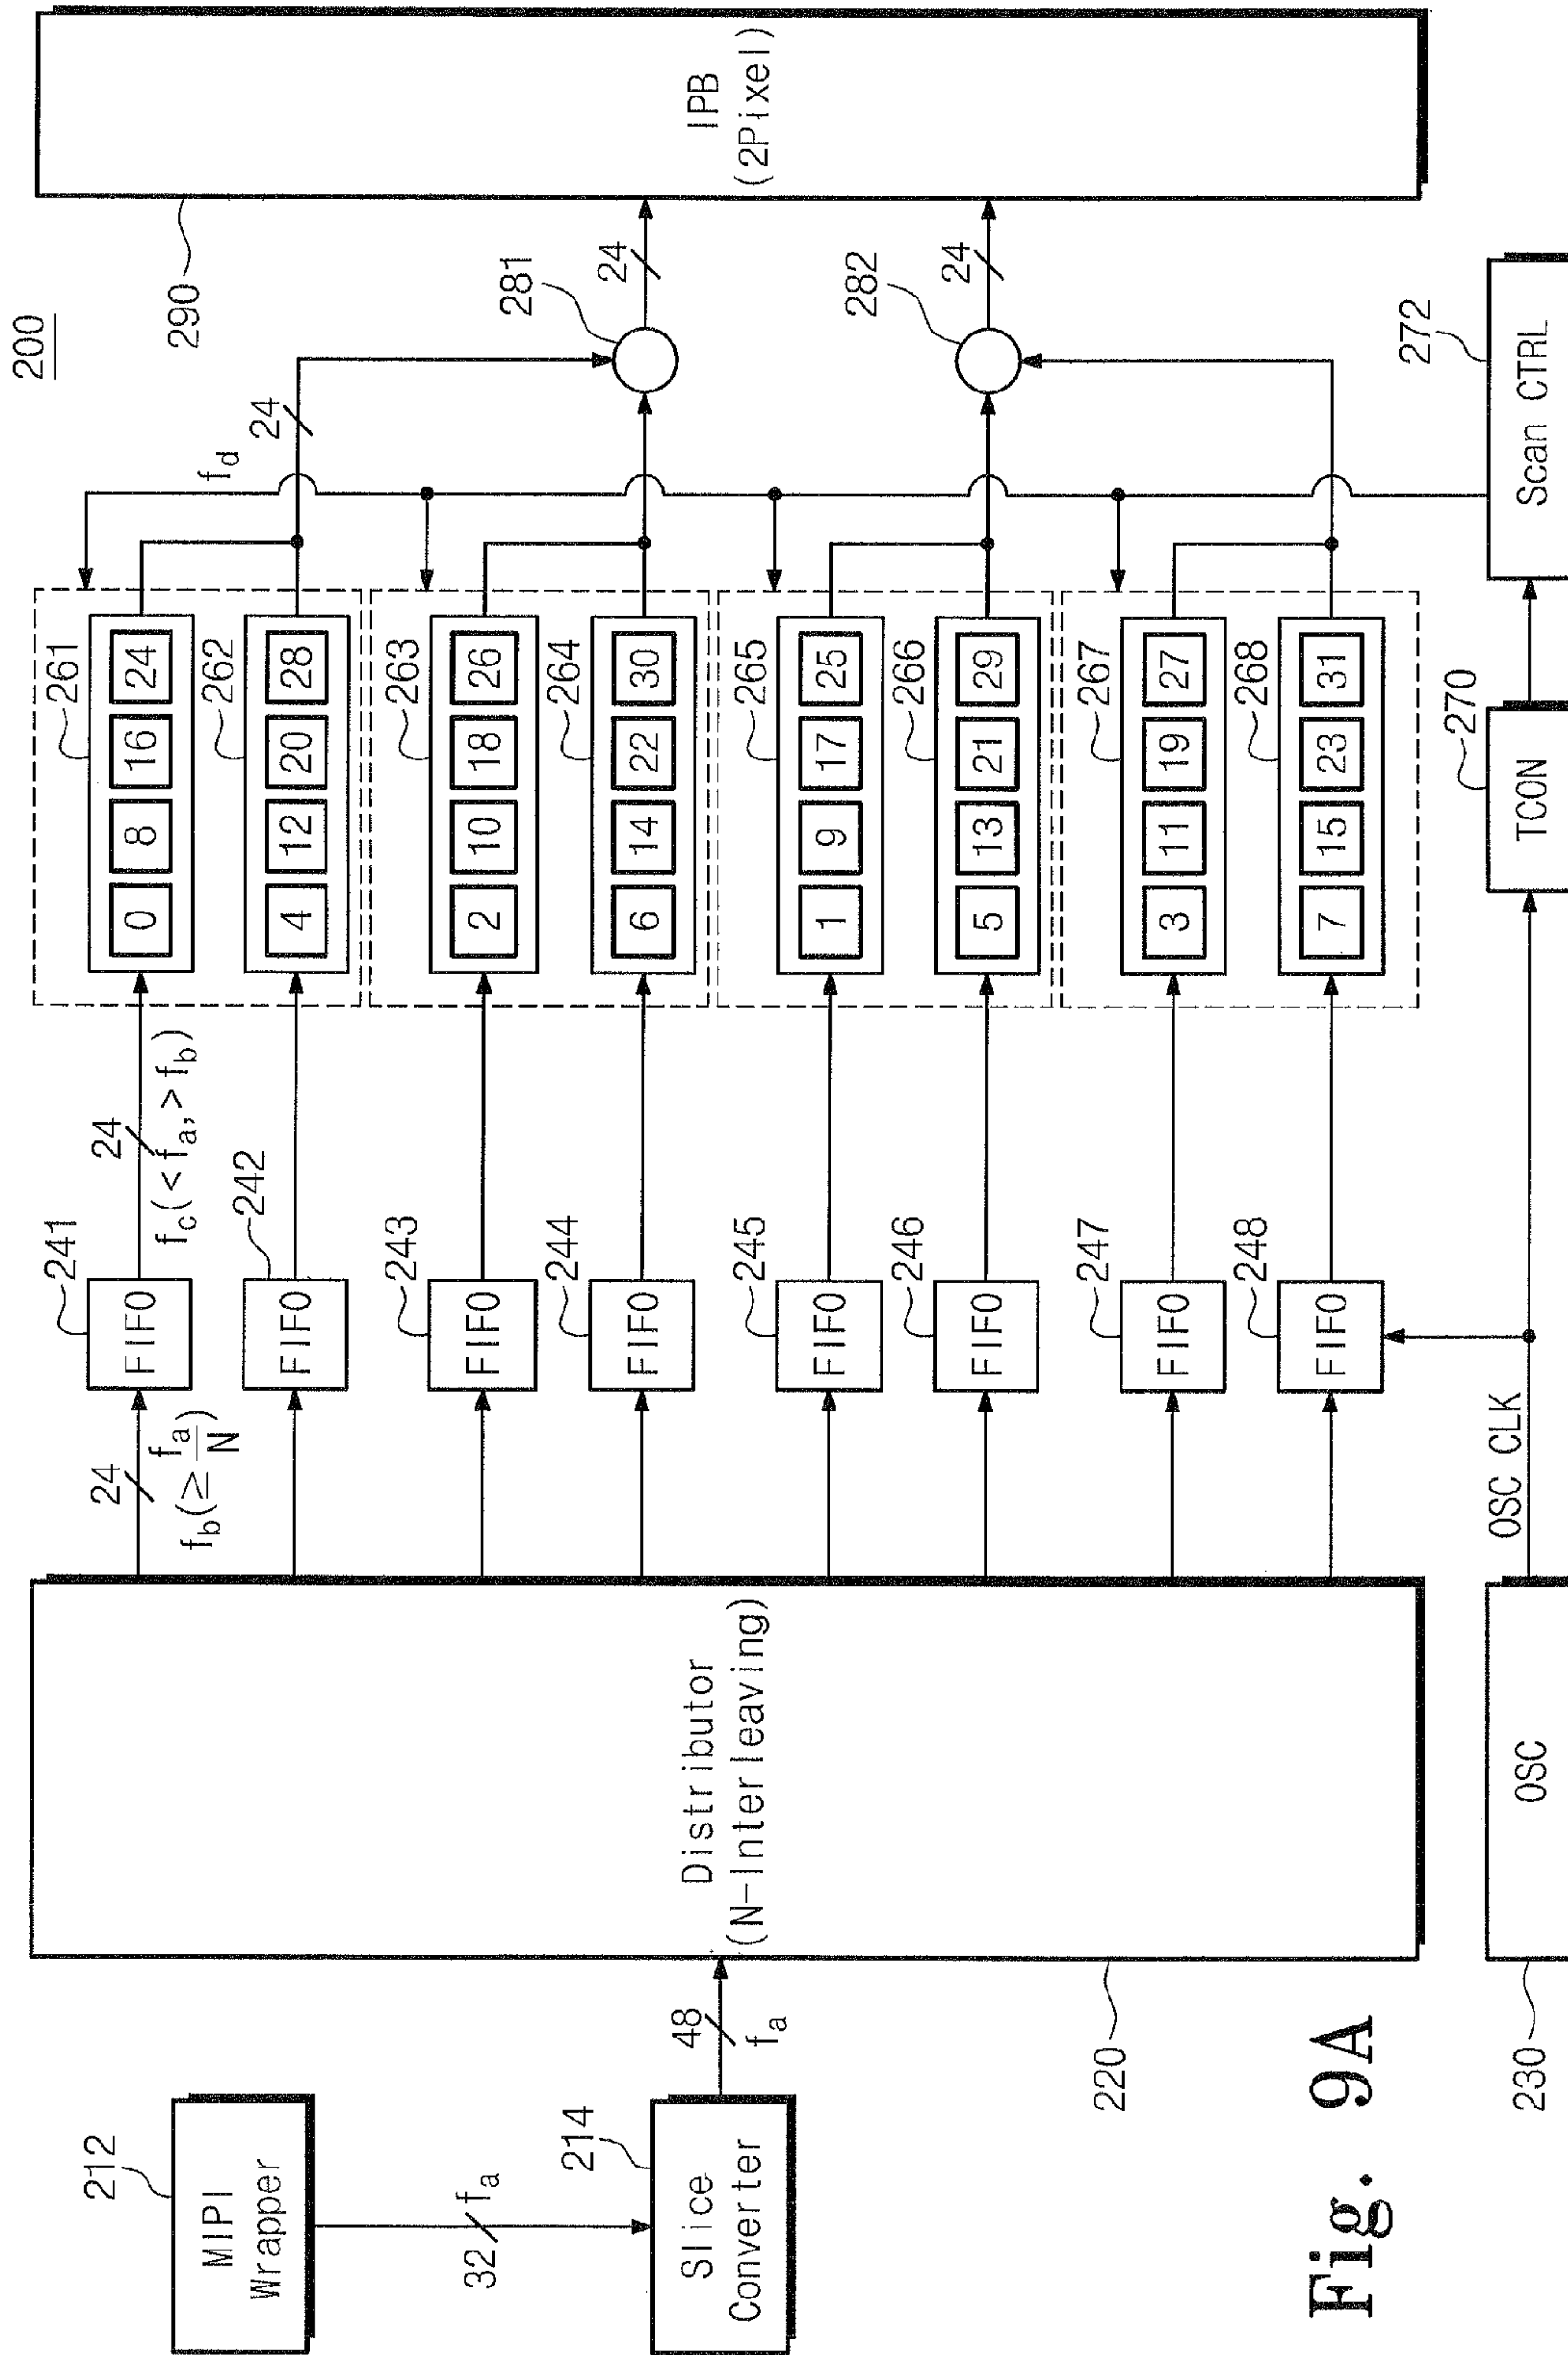 200
212
MIPI
Wrapper
32
fa
214
Slice
Converter
48
fa
Distributor
(N-Interleaving)
220
24
fb(≥ fa/N)
241
FIFO
242
FIFO
243
FIFO
244
FIFO
245
FIFO
246
FIFO
247
FIFO
248
FIFO
24
fc(< fa, > fb)
261
0 8 16 24
262
4 12 20 28
263
2 10 18 26
264
6 14 22 30
265
1 9 17 25
266
5 13 21 29
267
3 11 19 27
268
7 15 23 31
fd
24
281
24
282
24
290
IPB
(2Pixel)
230
OSC
OSC CLK
270
TCON
272
Scan CTRL
Fig. 9A